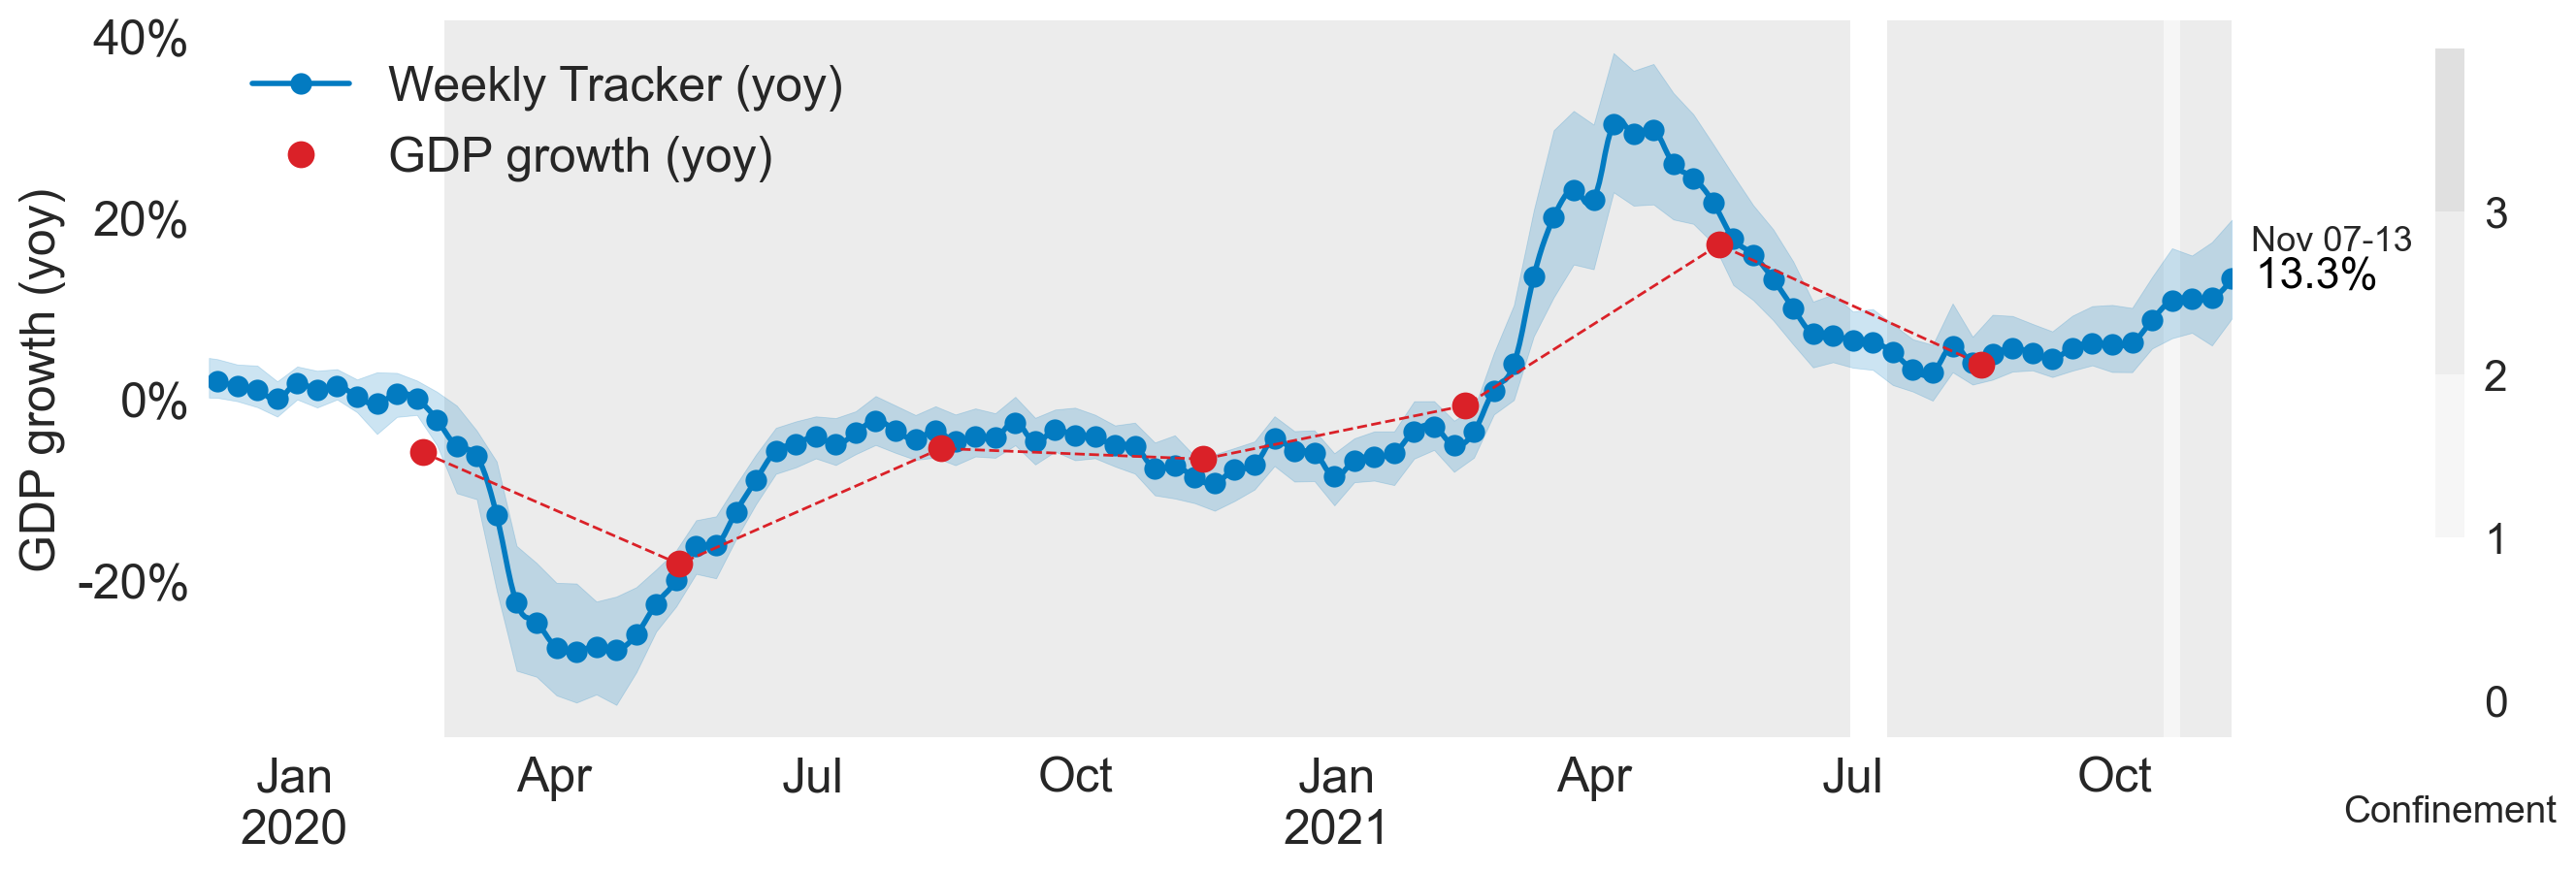 40%
20%
0%
-20%
GDP growth (yoy)
Weekly Tracker (yoy)
GDP growth (yoy)
Nov 07-13
13.3%
3
2
1
0
Confinement
Jan
2020
Apr
Jul
Oct
Jan
2021
Apr
Jul
Oct